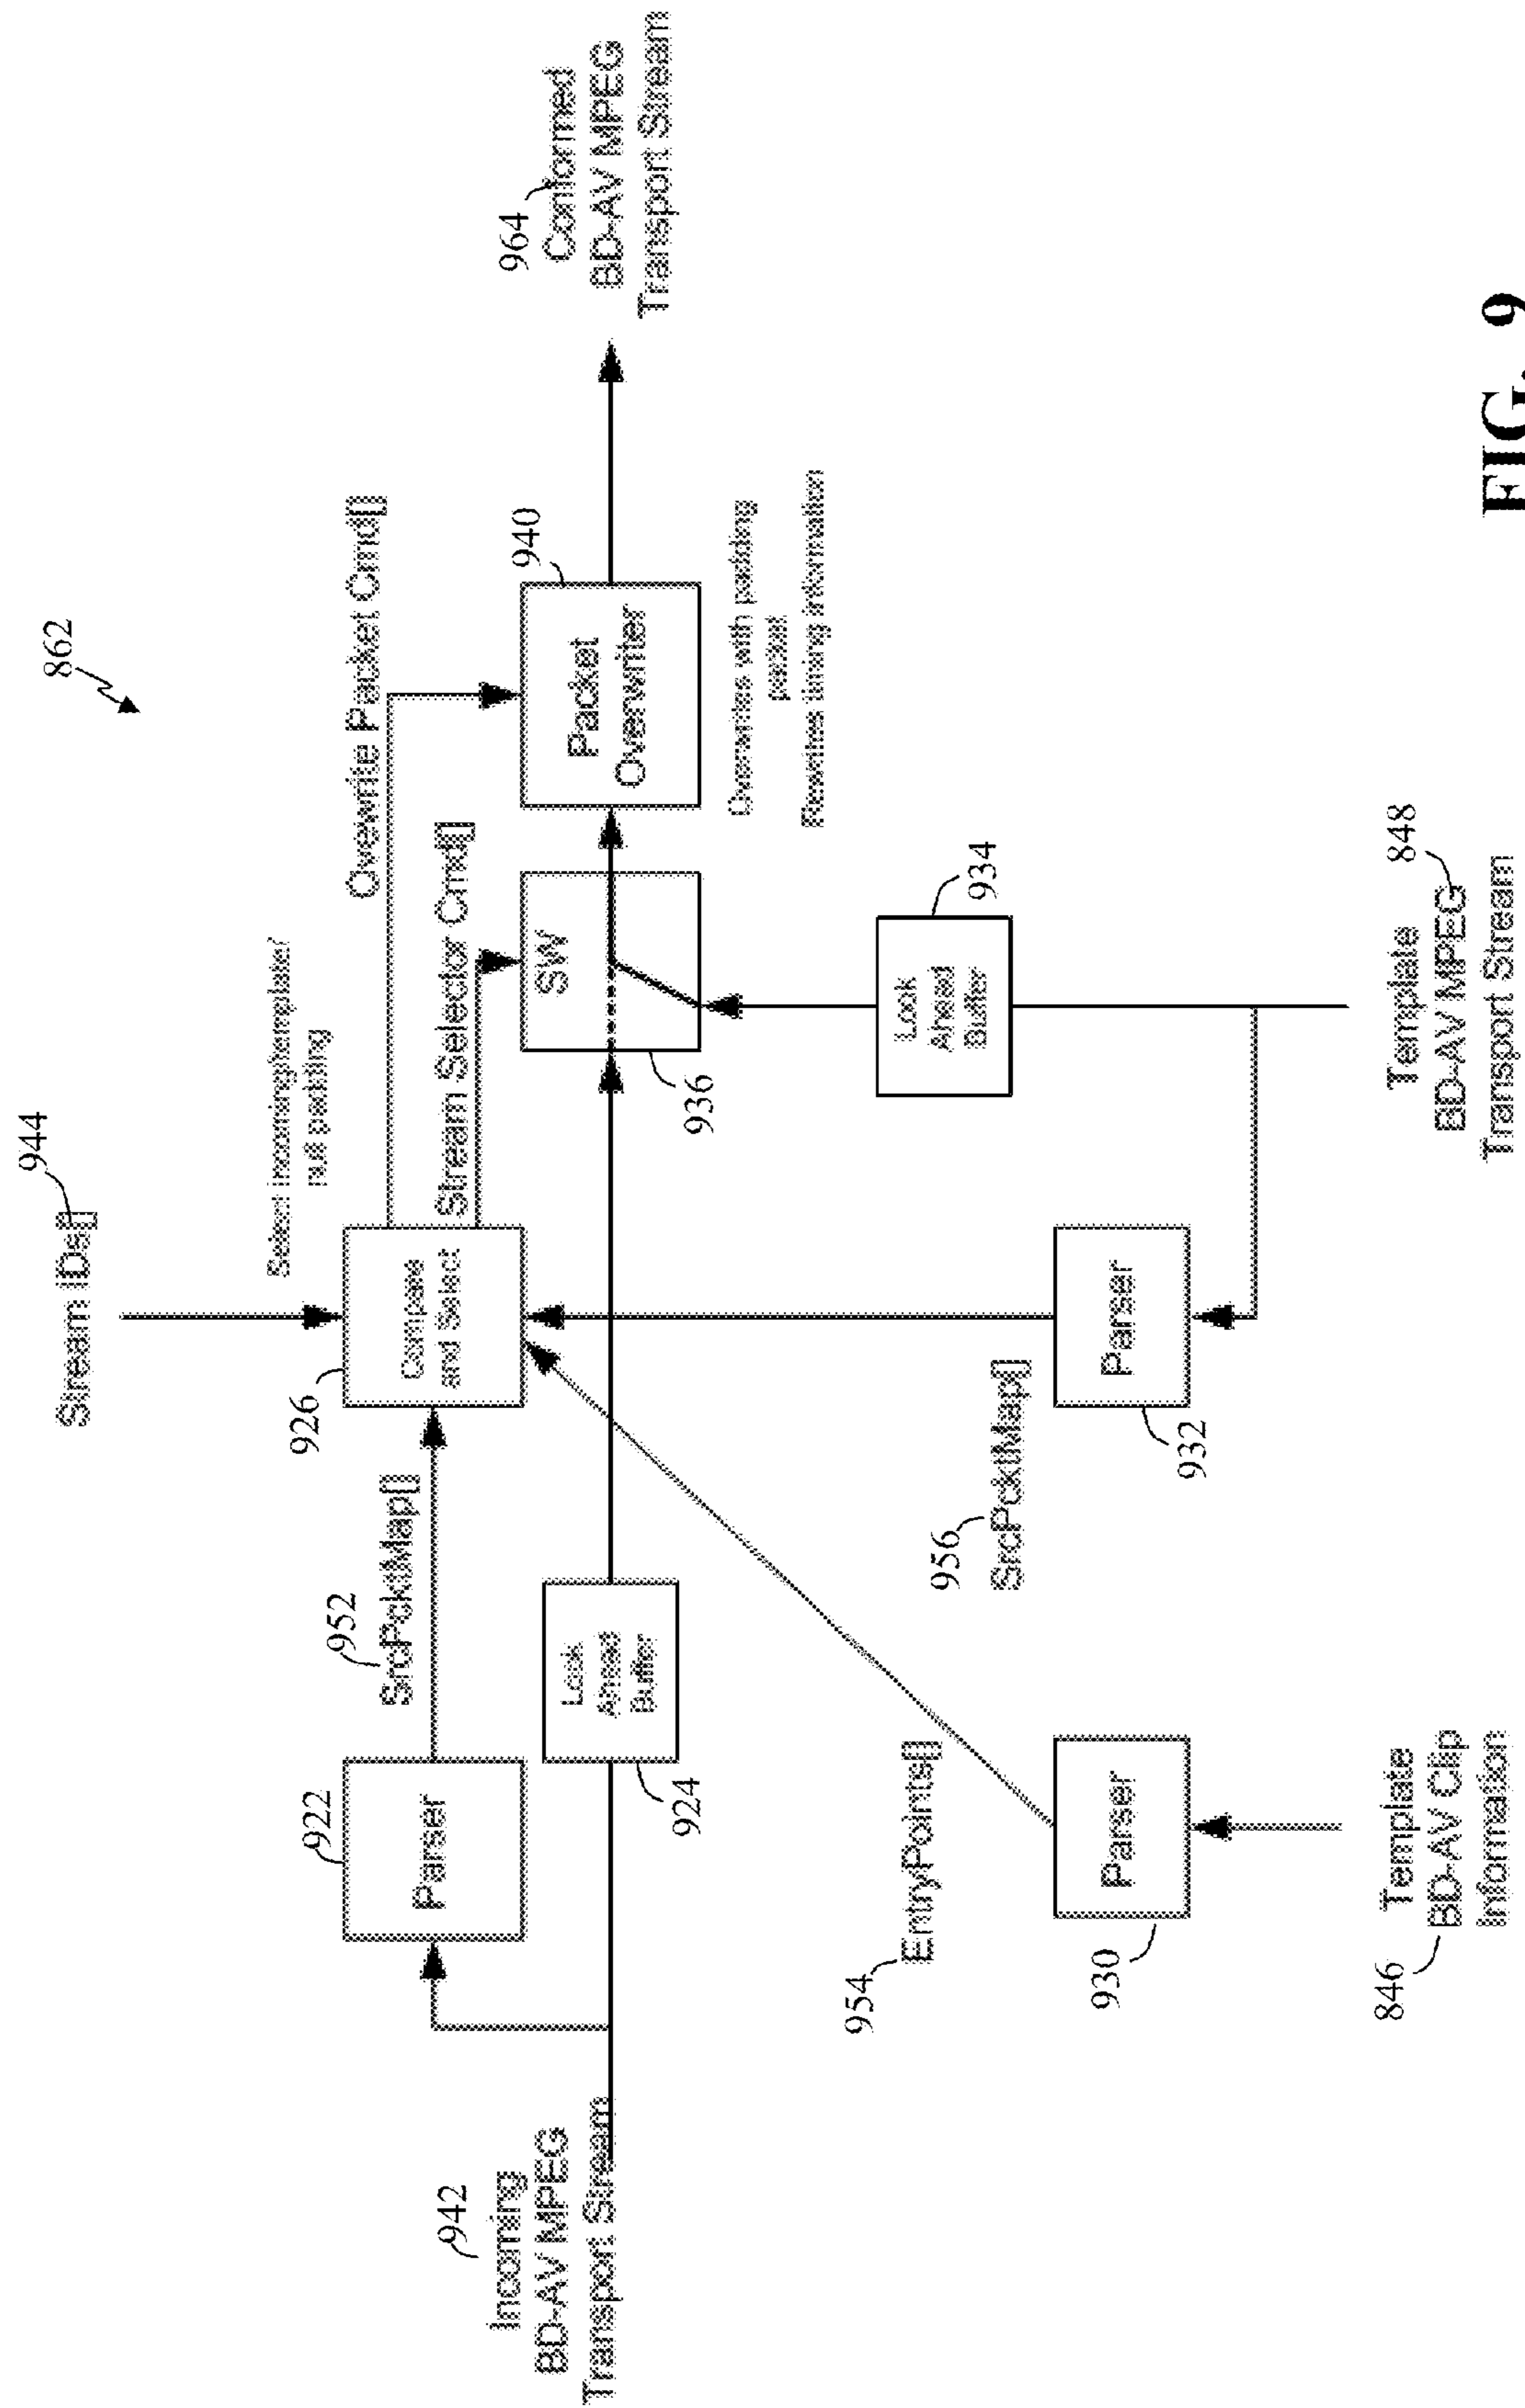 862
944
Stream IDs[]
Select incoming/template/
null padding
Ovewrite Packet Cmd[]
Stream Selector Cmd[]
926
Compare
and Select
952
SrcPcktMap[]
922
Parser
942
Incoming
BD-AV MPEG
Transport Stream
Look
Ahead
Buffer
924
SW
936
Packet
Overwriter
940
Overwrites with padding
packet
Rewrites timing information
964
Conformed
BD-AV MPEG
Transport Stream
954
EntryPoints[]
Parser
930
846
Template
BD-AV Clip
Information
956
SrcPcktMap[]
Parser
932
Look
Ahead
Buffer
934
Template
848
BD-AV MPEG
Transport Stream
FIG. 9